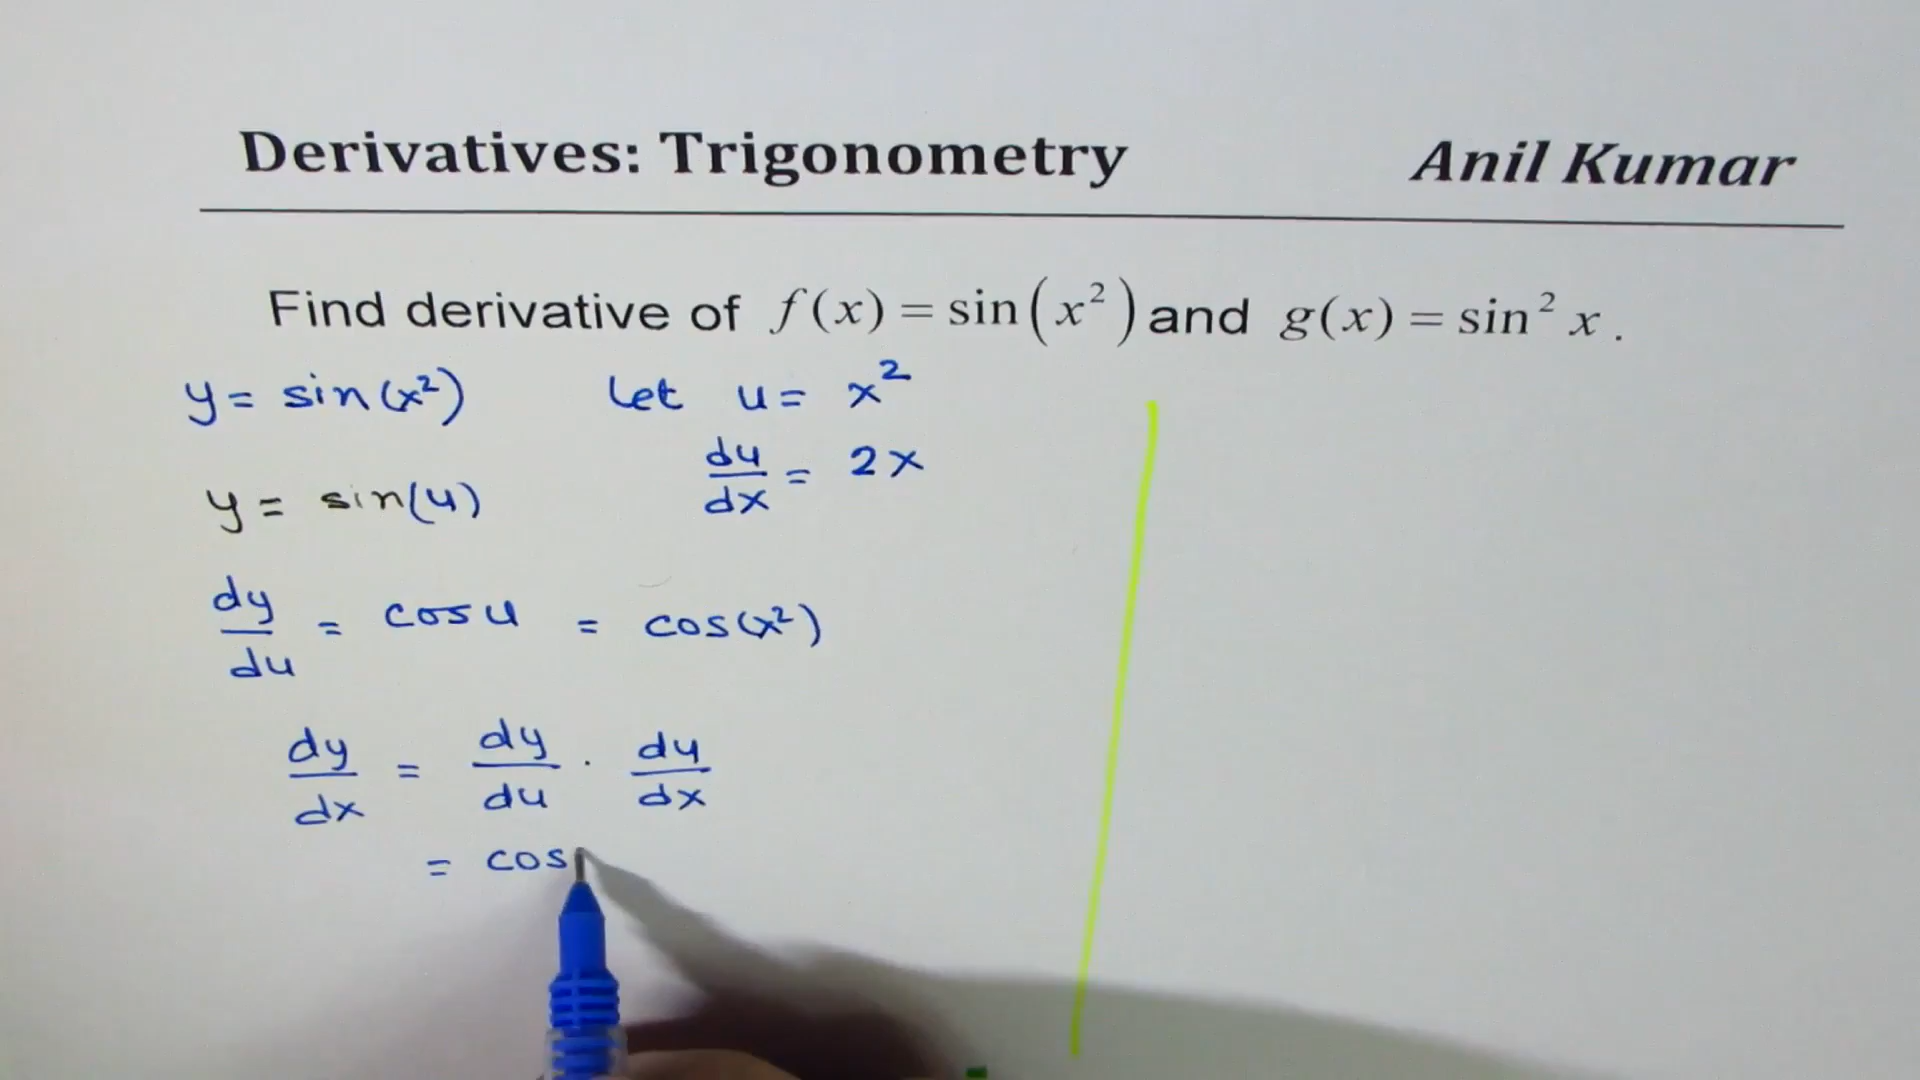 Derivatives: Trigonometry Anil Kumar
Find derivative of f(x) = sin(x²) and g(x) = sin² x .
y = sin(x²) Let u = x²
du/dx = 2x
y = sin(u)
dy/du = cos u = cos(x²)
dy/dx = dy/du · du/dx
= cos